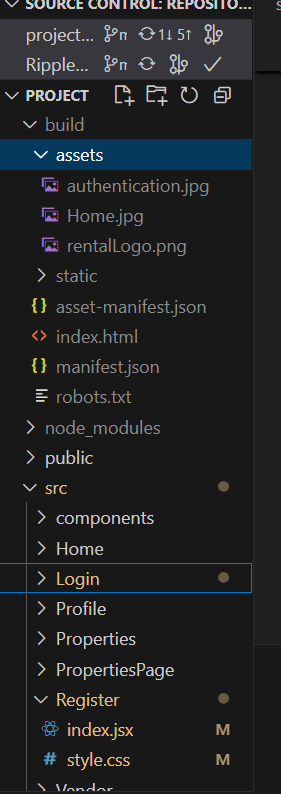 SOURCE CONTROL: REPOSITO...
project... 1↓ 5↑
Ripple...
PROJECT
build
assets
authentication.jpg
Home.jpg
rentalLogo.png
static
{} asset-manifest.json
<> index.html
{} manifest.json
robots.txt
node_modules
public
src
components
Home
Login
Profile
Properties
PropertiesPage
Register
index.jsx M
# style.css M
Vendor